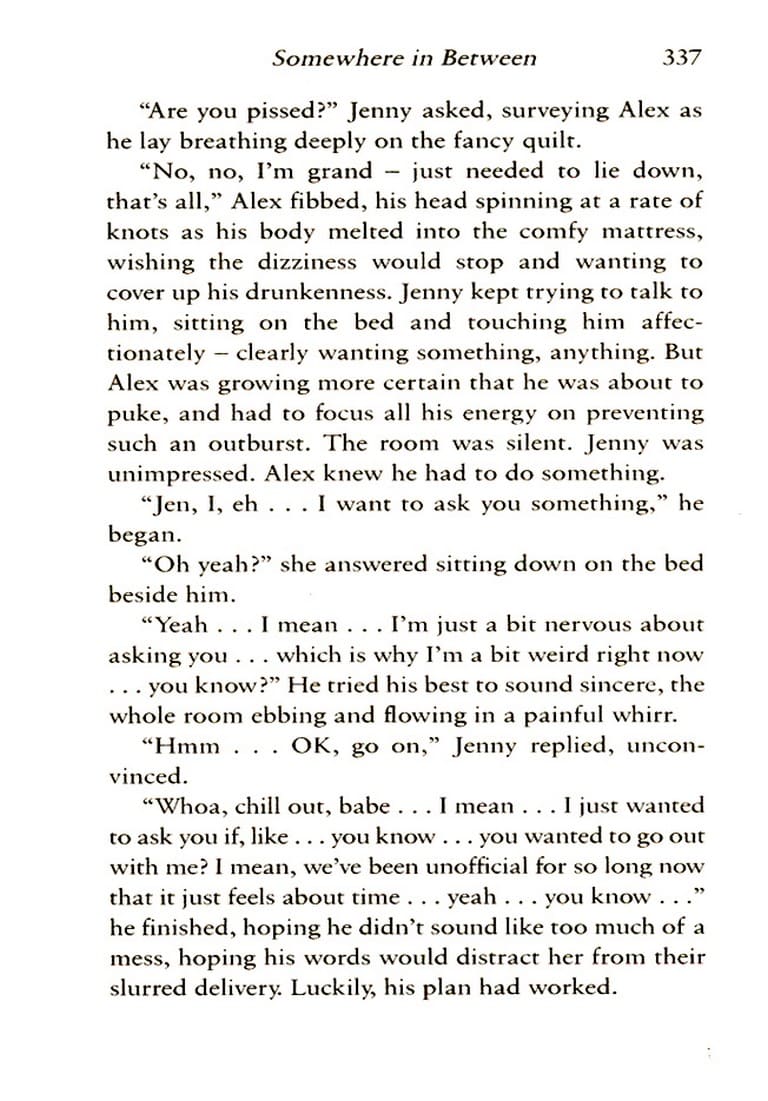 Somewhere in Between 337
“Are you pissed?” Jenny asked, surveying Alex as
he lay breathing deeply on the fancy quilt.
“No, no, I’m grand – just needed to lie down,
that’s all,” Alex fibbed, his head spinning at a rate of
knots as his body melted into the comfy mattress,
wishing the dizziness would stop and wanting to
cover up his drunkenness. Jenny kept trying to talk to
him, sitting on the bed and touching him affec-
tionately – clearly wanting something, anything. But
Alex was growing more certain that he was about to
puke, and had to focus all his energy on preventing
such an outburst. The room was silent. Jenny was
unimpressed. Alex knew he had to do something.
“Jen, I, eh . . . I want to ask you something,” he
began.
“Oh yeah?” she answered sitting down on the bed
beside him.
“Yeah . . . I mean . . . I’m just a bit nervous about
asking you . . . which is why I’m a bit weird right now
. . . you know?” He tried his best to sound sincere, the
whole room ebbing and flowing in a painful whirr.
“Hmm . . . OK, go on,” Jenny replied, uncon-
vinced.
“Whoa, chill out, babe . . . I mean . . . I just wanted
to ask you if, like . . . you know . . . you wanted to go out
with me? I mean, we’ve been unofficial for so long now
that it just feels about time . . . yeah . . . you know . . .”
he finished, hoping he didn’t sound like too much of a
mess, hoping his words would distract her from their
slurred delivery. Luckily, his plan had worked.